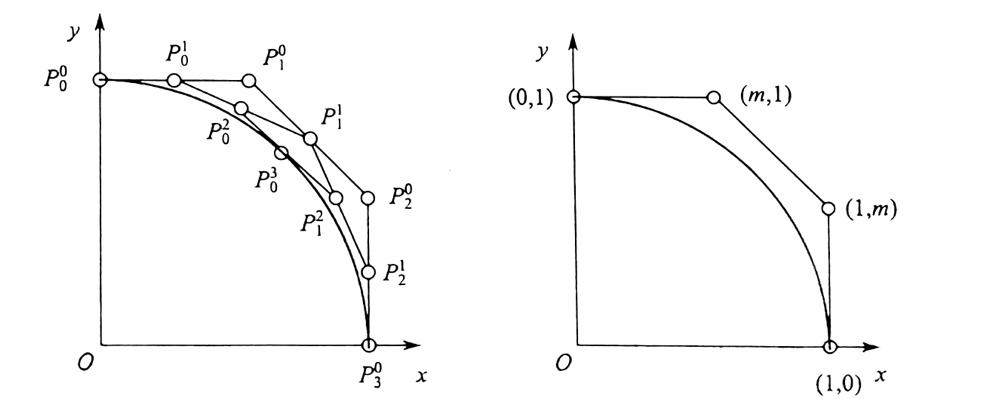 y
P_0^0
P_0^1
P_1^0
P_0^2
P_1^1
P_0^3
P_1^2
P_2^0
P_2^1
O
P_3^0
x
y
(0,1)
(m,1)
(1,m)
O
(1,0)
x